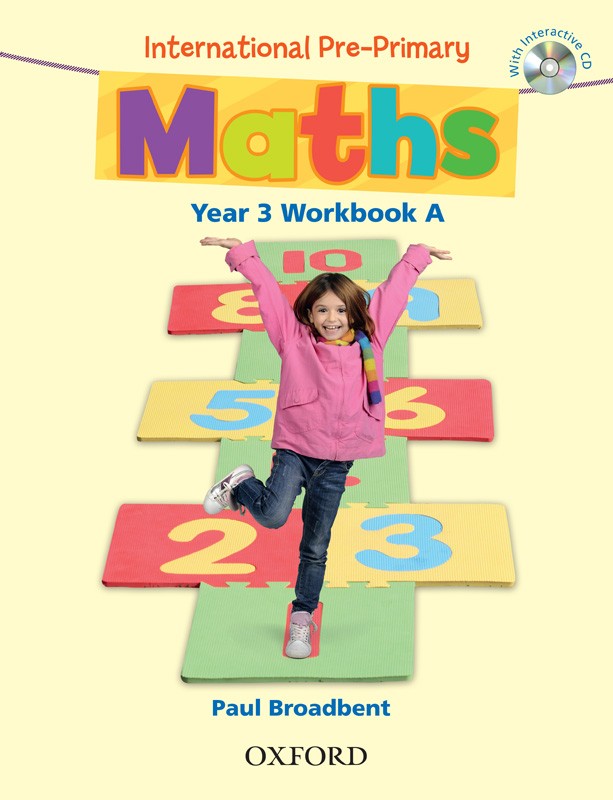 International Pre-Primary
With Interactive CD
Maths
Year 3 Workbook A
10
8 9
5 6
2 3
Paul Broadbent
OXFORD